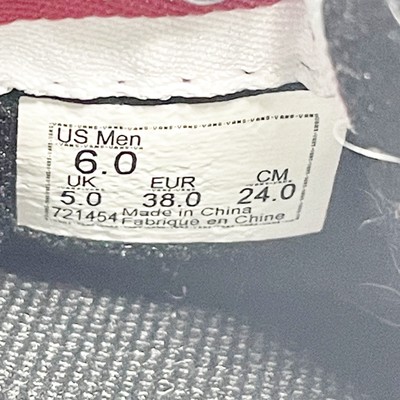 US Men
6.0
UK EUR CM
5.0 38.0 24.0
721454 Made in China
Fabriqué en Chine